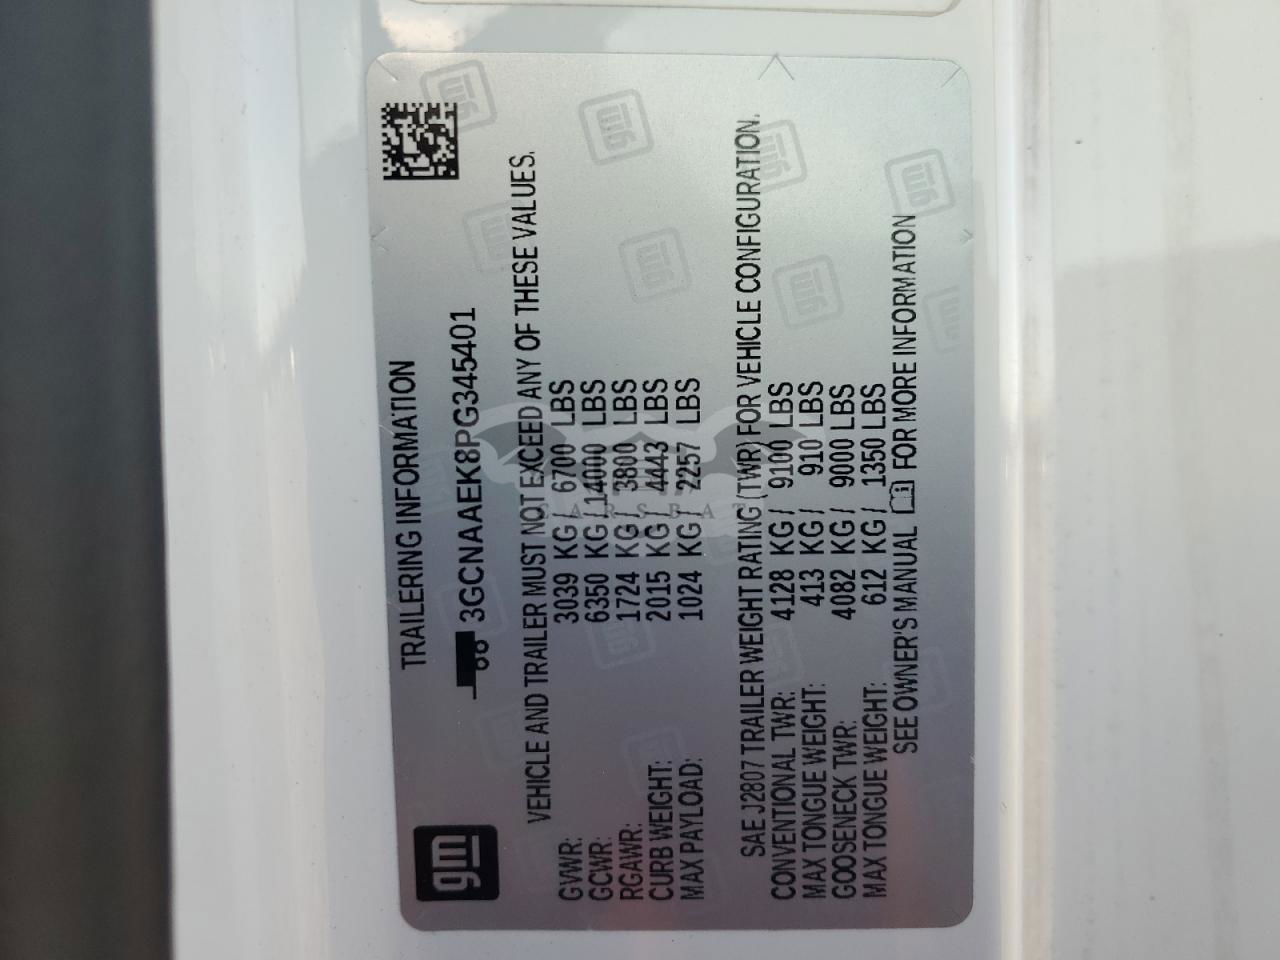 gm
TRAILERING INFORMATION
3GCNAAEK8PG345401
VEHICLE AND TRAILER MUST NOT EXCEED ANY OF THESE VALUES.
GVWR: 3039 KG / 6700 LBS
GCWR: 6350 KG / 14000 LBS
RGAWR: 1724 KG / 3800 LBS
CURB WEIGHT: 2015 KG / 4443 LBS
MAX PAYLOAD: 1024 KG / 2257 LBS
SAE J2807 TRAILER WEIGHT RATING (TWR) FOR VEHICLE CONFIGURATION.
CONVENTIONAL TWR: 4128 KG / 9100 LBS
MAX TONGUE WEIGHT: 413 KG / 910 LBS
GOOSENECK TWR: 4082 KG / 9000 LBS
MAX TONGUE WEIGHT: 612 KG / 1350 LBS
SEE OWNER'S MANUAL FOR MORE INFORMATION
CARSBAT